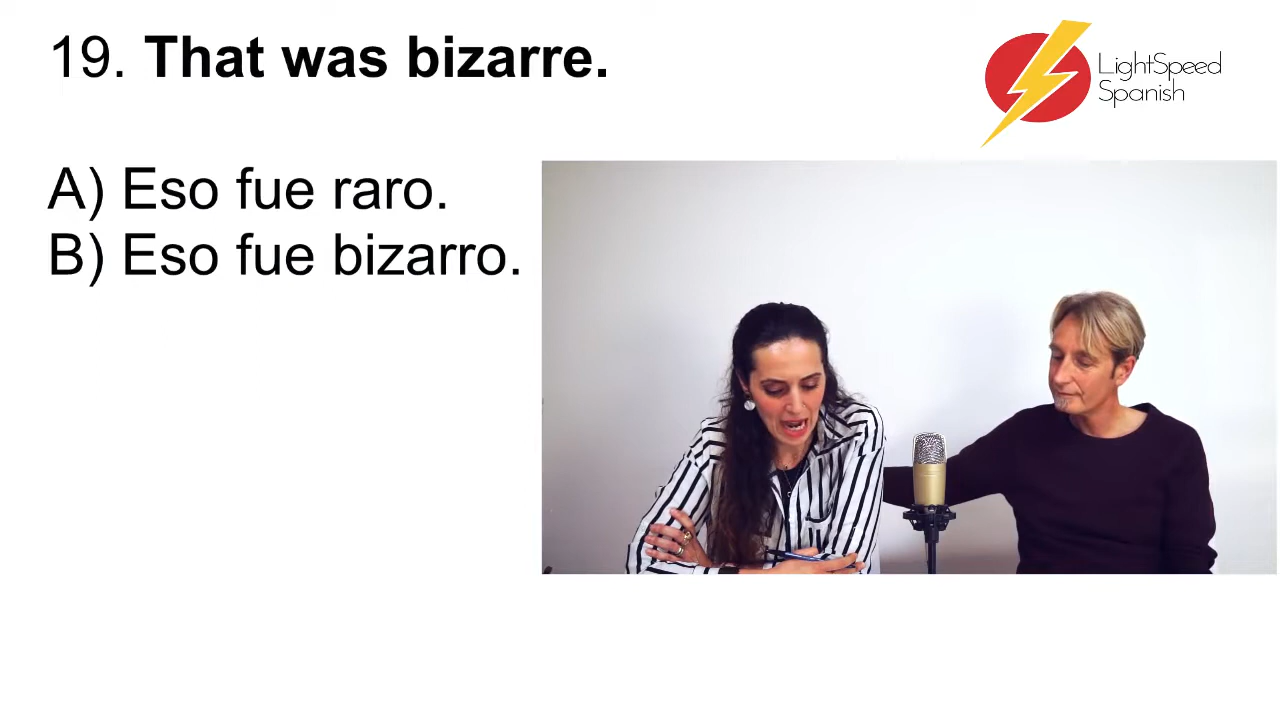 19. That was bizarre.
LightSpeed
Spanish
A) Eso fue raro.
B) Eso fue bizarro.